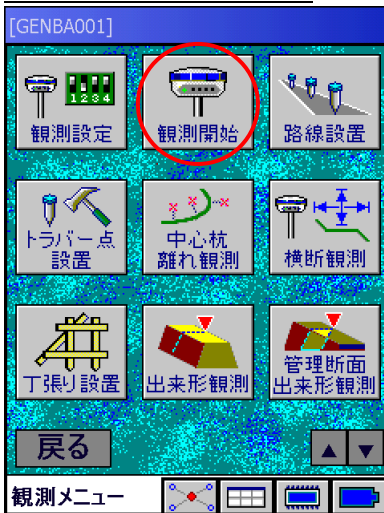 [GENBA001]
1234
観測設定
観測開始
路線設置
トラバー点
設置
中心杭
離れ観測
横断観測
丁張り設置
出来形観測
管理断面
出来形観測
戻る
観測メニュー